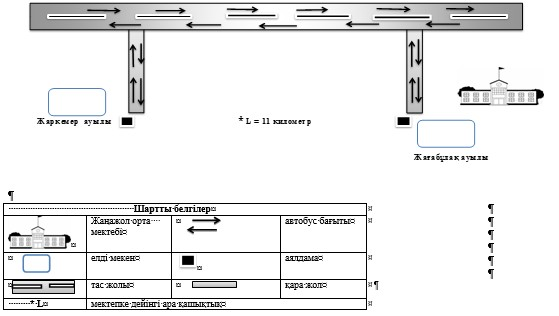 Жаркемер ауылы
* L = 11 километр
Жағабұлақ ауылы
Шартты белгілер
Жаңажол орта мектебі
автобус бағыты
елді мекен
аялдама
тас жолы
қара жол
* L
мектепке дейінгі ара қашықтық